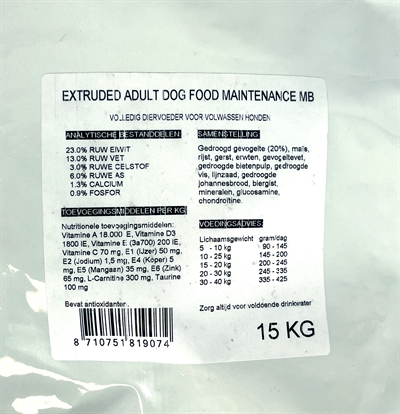 EXTRUDED ADULT DOG FOOD MAINTENANCE MB
VOLLEDIG DIERVOEDER VOOR VOLWASSEN HONDEN
ANALYTISCHE BESTANDDELEN:
23.0% RUW EIWIT
13.0% RUW VET
3.0% RUWE CELSTOF
6.0% RUWE AS
1.3% CALCIUM
0.9% FOSFOR
TOEVOEGINGSMIDDELEN PER KG:
Nutritionele toevoegingsmiddelen:
Vitamine A 18.000 E, Vitamine D3
1800 IE, Vitamine E (3a700) 200 IE,
Vitamine C 70 mg, E1 (IJzer) 50 mg,
E2 (Jodium) 1,5 mg, E4 (Koper) 5
mg, E5 (Mangaan) 35 mg, E6 (Zink)
65 mg, L-Carnitine 300 mg, Taurine
100 mg
Bevat antioxidanten.
8 710751 819074
SAMENSTELLING:
Gedroogd gevogelte (20%), maïs,
rijst, gerst, erwten, gevogeltevet,
gedroogde bietenpulp, gedroogde
vis, lijnzaad, gedroogde
johannesbrood, biergist,
mineralen, glucosamine,
chondroïtine.
VOEDINGSADVIES:
Lichaamsgewicht gram/dag
5 - 10 kg 90 - 145
10 - 25 kg 145 - 200
15 - 20 kg 200 - 245
20 - 30 kg 245 - 335
30 - 40 kg 335 - 425
Zorg altijd voor voldoende drinkwater
15 KG